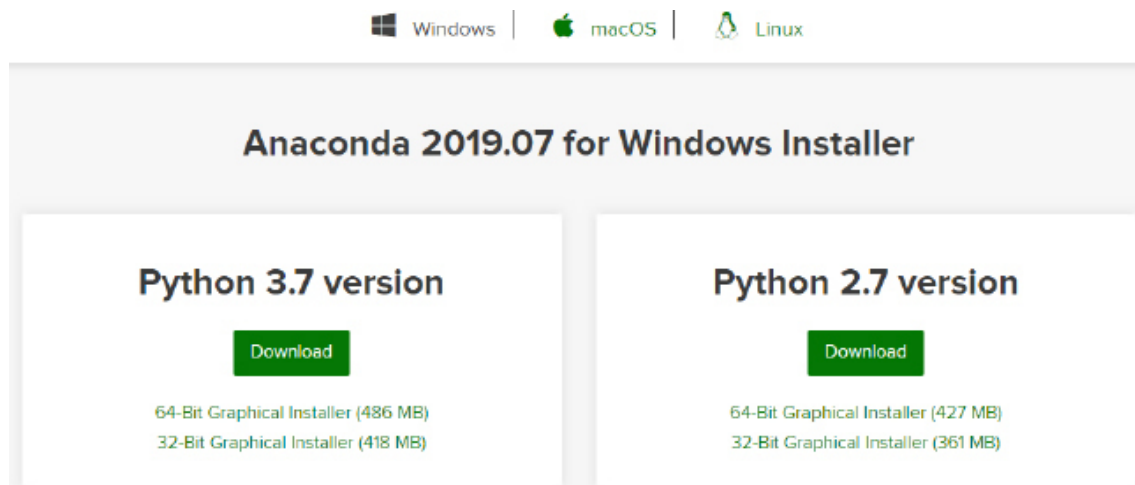 Windows | macOS | Linux
Anaconda 2019.07 for Windows Installer
Python 3.7 version
Download
64-Bit Graphical Installer (486 MB)
32-Bit Graphical Installer (418 MB)
Python 2.7 version
Download
64-Bit Graphical Installer (427 MB)
32-Bit Graphical Installer (361 MB)